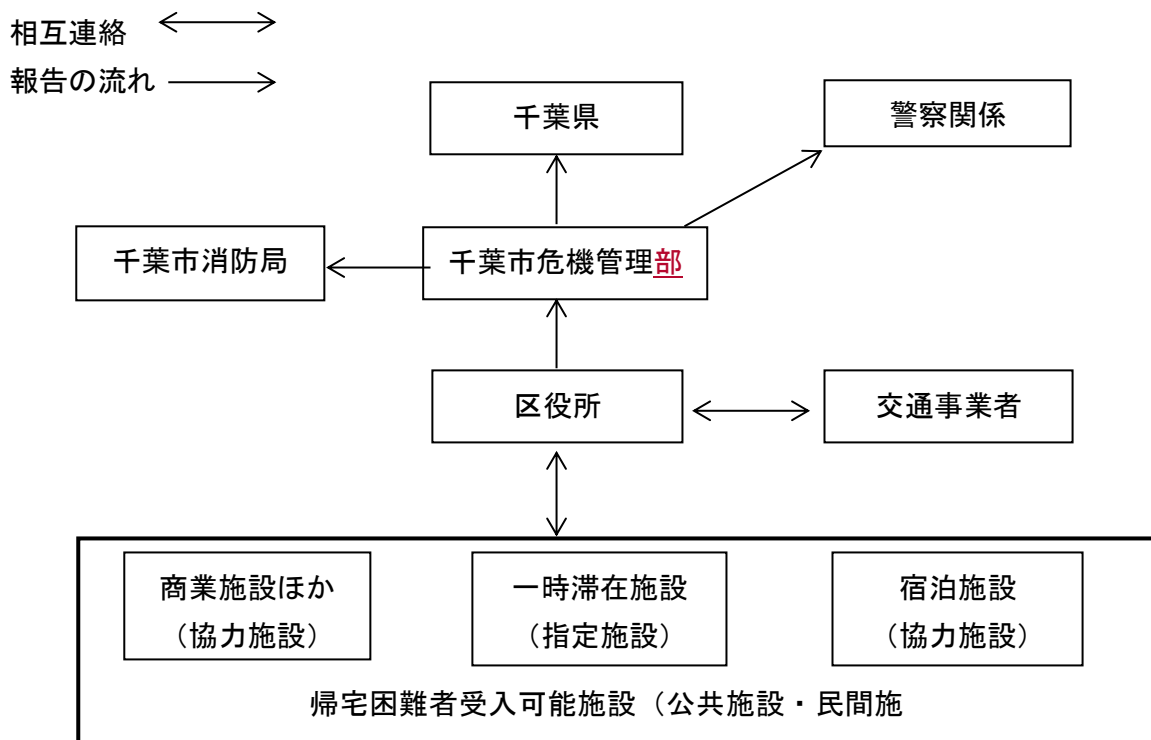 相互連絡
報告の流れ
千葉県
警察関係
千葉市消防局
千葉市危機管理部
区役所
交通事業者
商業施設ほか
（協力施設）
一時滞在施設
（指定施設）
宿泊施設
（協力施設）
帰宅困難者受入可能施設（公共施設・民間施